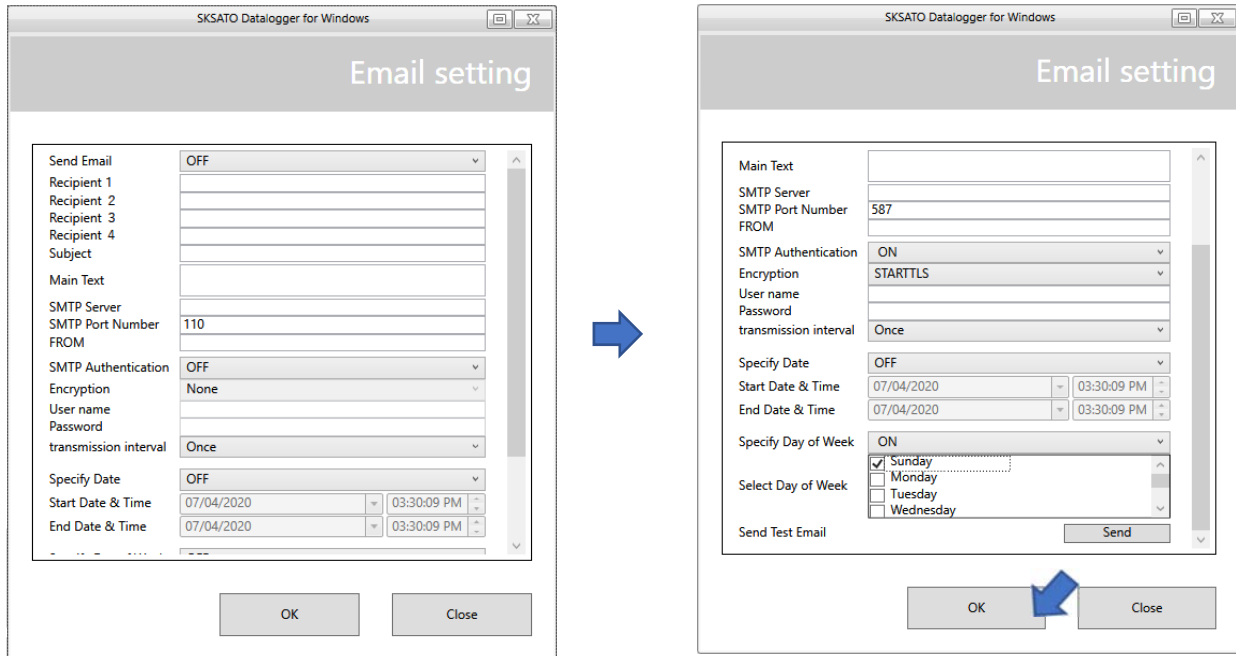 SKSATO Datalogger for Windows
Email setting
Send Email OFF
Recipient 1
Recipient 2
Recipient 3
Recipient 4
Subject
Main Text
SMTP Server
SMTP Port Number 110
FROM
SMTP Authentication OFF
Encryption None
User name
Password
transmission interval Once
Specify Date OFF
Start Date & Time 07/04/2020 03:30:09 PM
End Date & Time 07/04/2020 03:30:09 PM
OK Close
SKSATO Datalogger for Windows
Email setting
Main Text
SMTP Server
SMTP Port Number 587
FROM
SMTP Authentication ON
Encryption STARTTLS
User name
Password
transmission interval Once
Specify Date OFF
Start Date & Time 07/04/2020 03:30:09 PM
End Date & Time 07/04/2020 03:30:09 PM
Specify Day of Week ON
Sunday
Monday
Select Day of Week
Tuesday
Wednesday
Send Test Email Send
OK Close